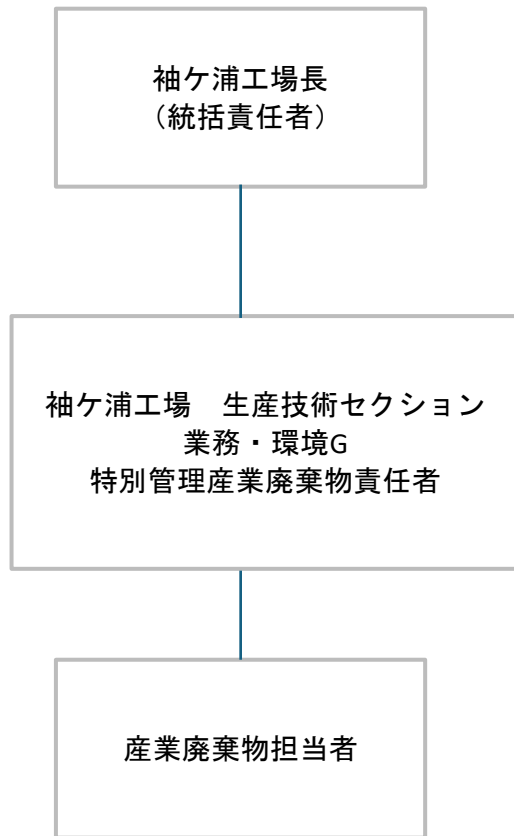 袖ケ浦工場長
（統括責任者）
袖ケ浦工場　生産技術セクション
業務・環境G
特別管理産業廃棄物責任者
産業廃棄物担当者